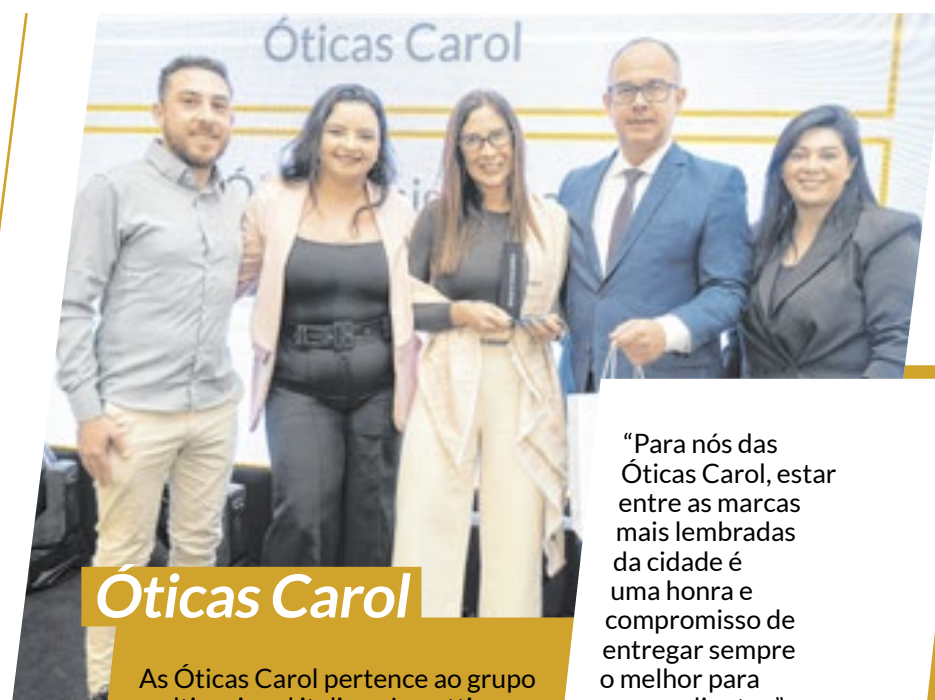 Óticas Carol
Óticas Carol
As Óticas Carol pertence ao grupo
“Para nós das
Óticas Carol, estar
entre as marcas
mais lembradas
da cidade é
uma honra e
compromisso de
entregar sempre
o melhor para